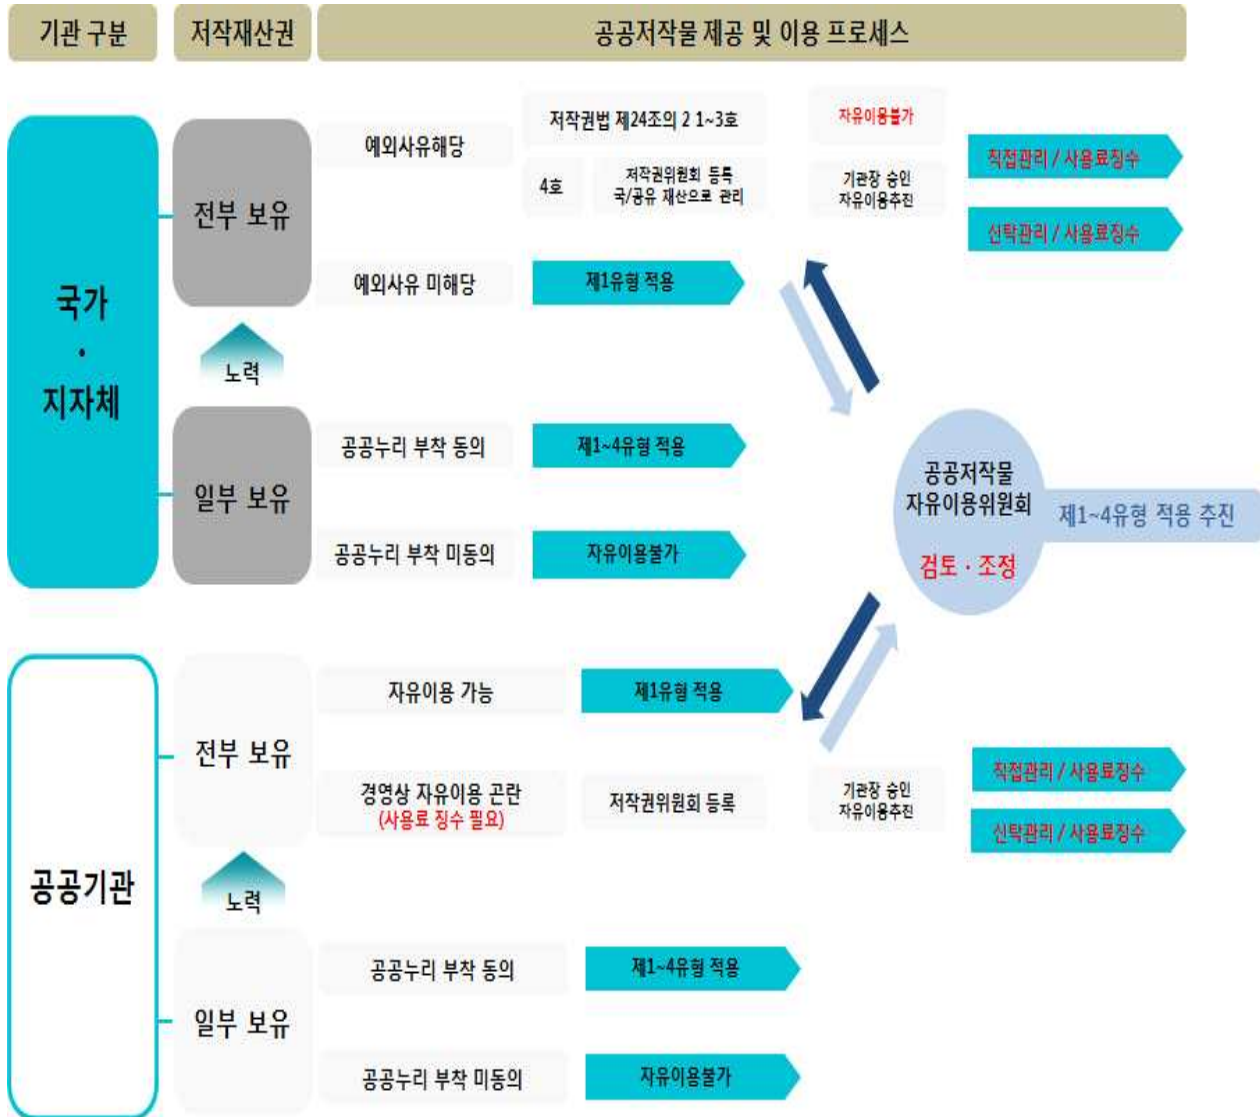 기관 구분
저작재산권
공공저작물 제공 및 이용 프로세스
국가
·
지자체
전부 보유
예외사유해당
저작권법 제24조의 2 1~3호
자유이용불가
4호
저작권위원회 등록
국/공유 재산으로 관리
기관장 승인
자유이용추진
직접관리 / 사용료징수
신탁관리 / 사용료징수
예외사유 미해당
제1유형 적용
노력
일부 보유
공공누리 부착 동의
제1~4유형 적용
공공누리 부착 미동의
자유이용불가
공공저작물
자유이용위원회
검토 · 조정
제1~4유형 적용 추진
공공기관
전부 보유
자유이용 가능
제1유형 적용
경영상 자유이용 곤란
(사용료 징수 필요)
저작권위원회 등록
기관장 승인
자유이용추진
직접관리 / 사용료징수
신탁관리 / 사용료징수
노력
일부 보유
공공누리 부착 동의
제1~4유형 적용
공공누리 부착 미동의
자유이용불가